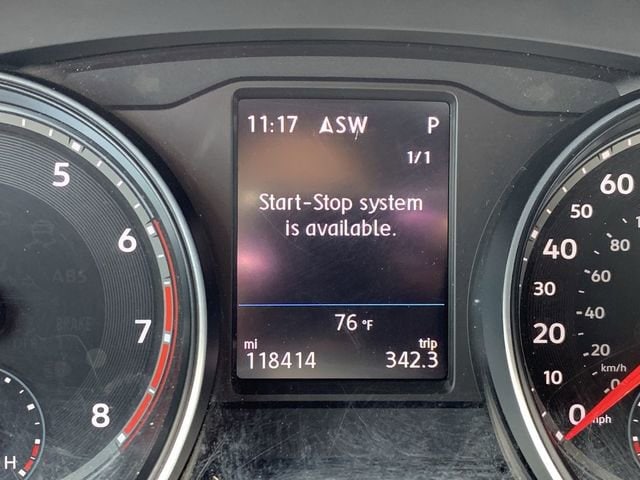 11:17 ASW P
1/1
Start-Stop system
is available.
76 °F
mi trip
118414 342.3
5
6
7
8
H
ABS
60
50
40
80
30
60
20
40
20
10
km/h
0
0 mph